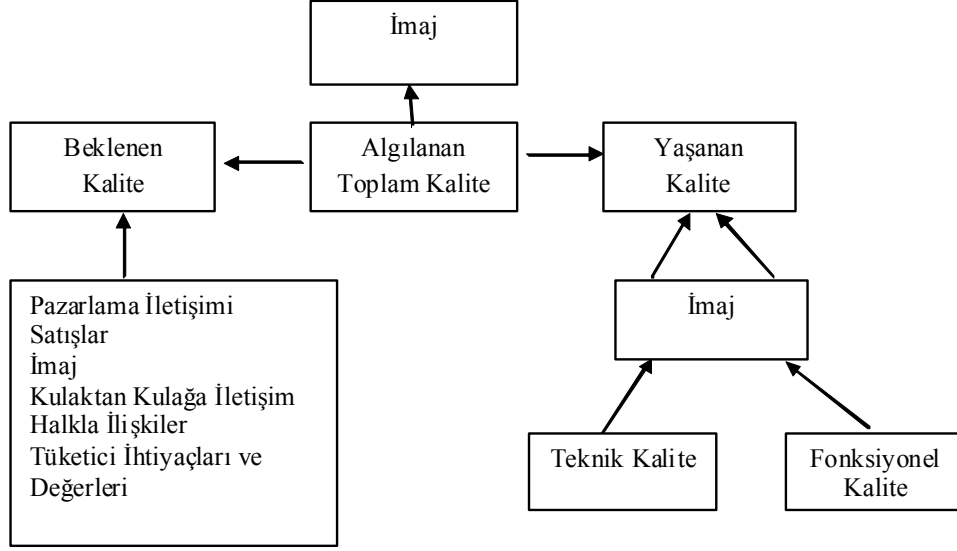 İmaj
Beklenen
Kalite
Algılanan
Toplam Kalite
Yaşanan
Kalite
Pazarlama İletişimi
Satışlar
İmaj
Kulaktan Kulağa İletişim
Halkla İlişkiler
Tüketici İhtiyaçları ve
Değerleri
İmaj
Teknik Kalite
Fonksiyonel
Kalite